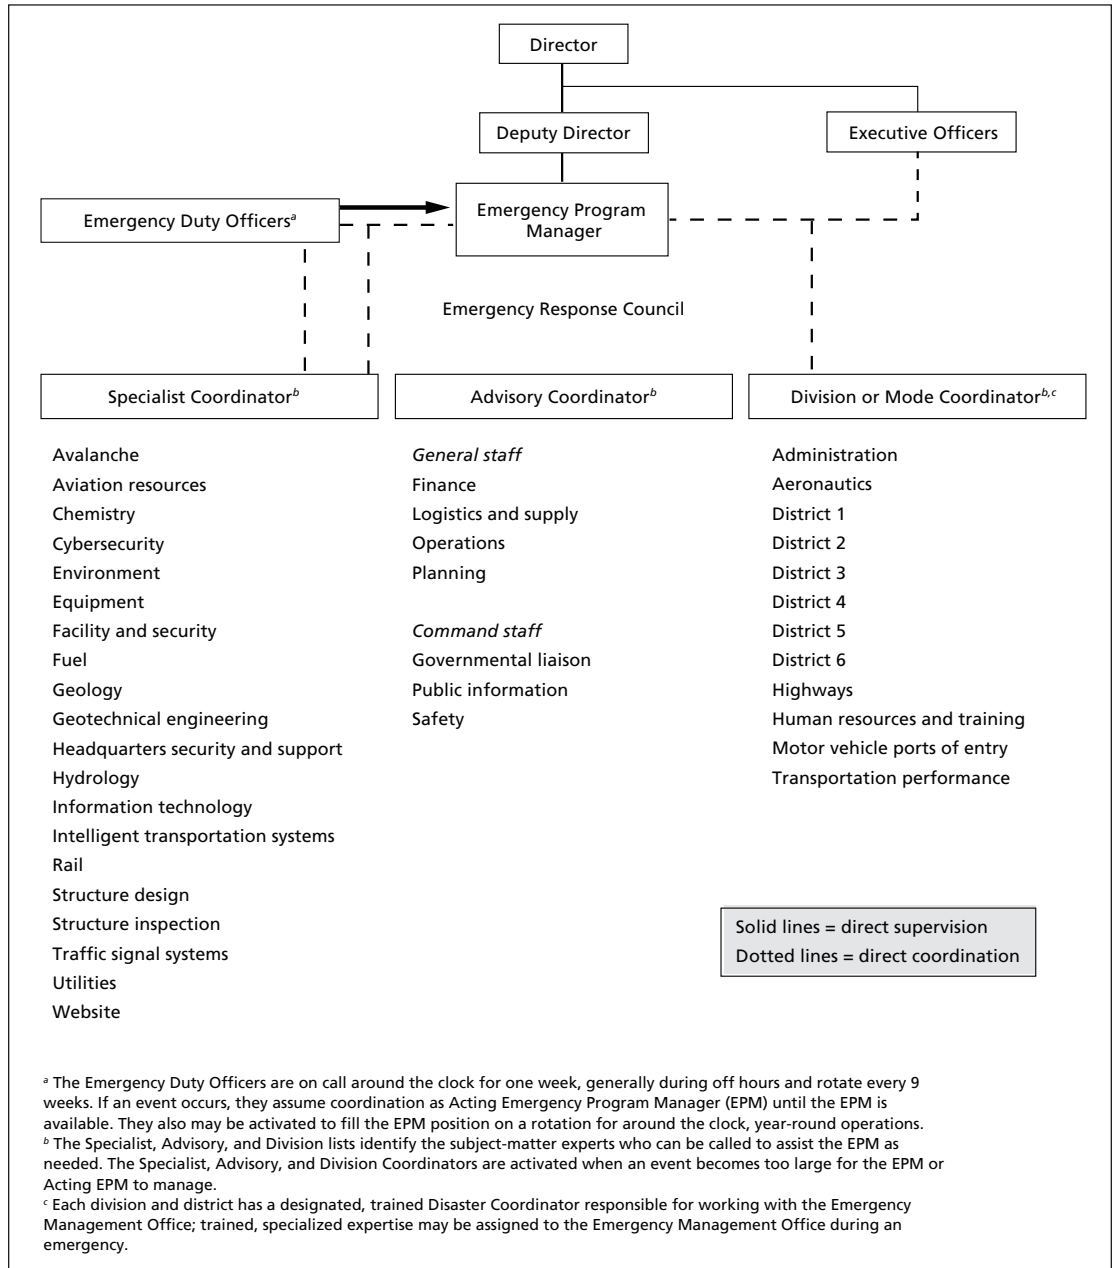 Director
Deputy Director
Executive Officers
Emergency Duty Officersᵃ
Emergency Program
Manager
Emergency Response Council
Specialist Coordinatorᵇ
Advisory Coordinatorᵇ
Division or Mode Coordinatorᵇ,ᶜ
Avalanche
Aviation resources
Chemistry
Cybersecurity
Environment
Equipment
Facility and security
Fuel
Geology
Geotechnical engineering
Headquarters security and support
Hydrology
Information technology
Intelligent transportation systems
Rail
Structure design
Structure inspection
Traffic signal systems
Utilities
Website
General staff
Finance
Logistics and supply
Operations
Planning
Command staff
Governmental liaison
Public information
Safety
Administration
Aeronautics
District 1
District 2
District 3
District 4
District 5
District 6
Highways
Human resources and training
Motor vehicle ports of entry
Transportation performance
Solid lines = direct supervision
Dotted lines = direct coordination
ᵃ The Emergency Duty Officers are on call around the clock for one week, generally during off hours and rotate every 9
weeks. If an event occurs, they assume coordination as Acting Emergency Program Manager (EPM) until the EPM is
available. They also may be activated to fill the EPM position on a rotation for around the clock, year-round operations.
ᵇ The Specialist, Advisory, and Division lists identify the subject-matter experts who can be called to assist the EPM as
needed. The Specialist, Advisory, and Division Coordinators are activated when an event becomes too large for the EPM or
Acting EPM to manage.
ᶜ Each division and district has a designated, trained Disaster Coordinator responsible for working with the Emergency
Management Office; trained, specialized expertise may be assigned to the Emergency Management Office during an
emergency.